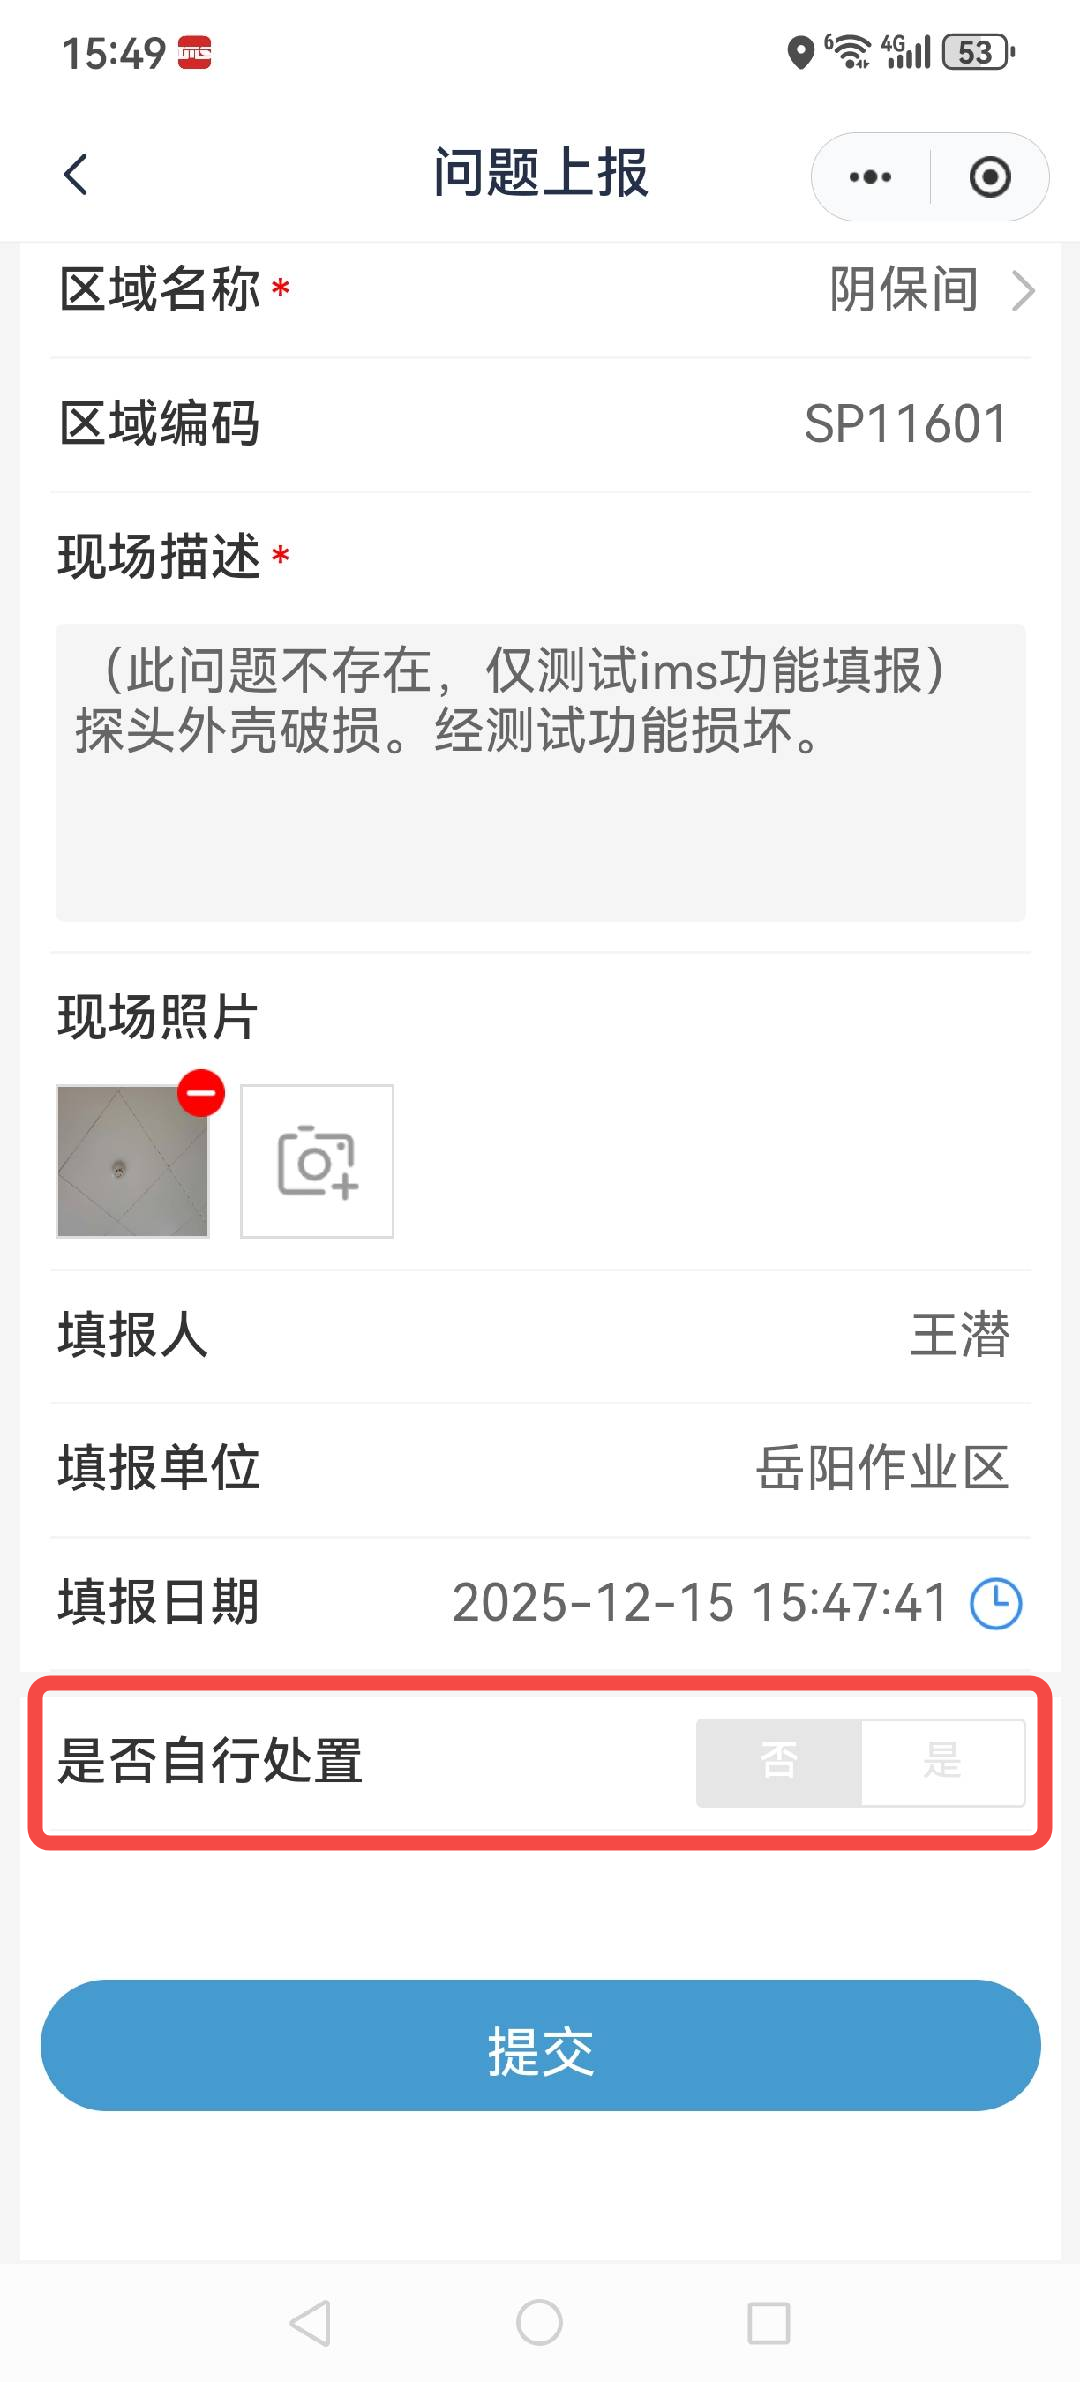 15:49
6 4G 53
问题上报
区域名称*
阴保间
区域编码
SP11601
现场描述*
（此问题不存在，仅测试ims功能填报）
探头外壳破损。经测试功能损坏。
现场照片
填报人
王潜
填报单位
岳阳作业区
填报日期
2025-12-15 15:47:41
是否自行处置
否 是
提交